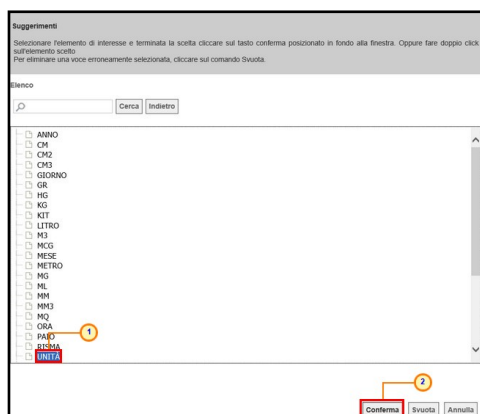 Suggerimenti
Selezionare l'elemento di interesse e terminata la scelta cliccare sul tasto conferma posizionato in fondo alla finestra. Oppure fare doppio click
sull'elemento scelto
Per eliminare una voce erroneamente selezionata, cliccare sul comando Svuota.
Elenco
Cerca Indietro
ANNO
CM
CM2
CM3
GIORNO
GR
HG
KG
KIT
LITRO
M3
MCG
MESE
METRO
MG
ML
MM
MM3
MQ
ORA
PAIO 1
RISMA
UNITÀ
2
Conferma Svuota Annulla